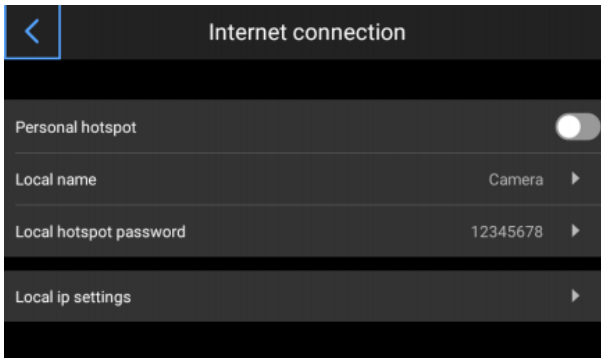 Internet connection
Personal hotspot
Local name Camera
Local hotspot password 12345678
Local ip settings